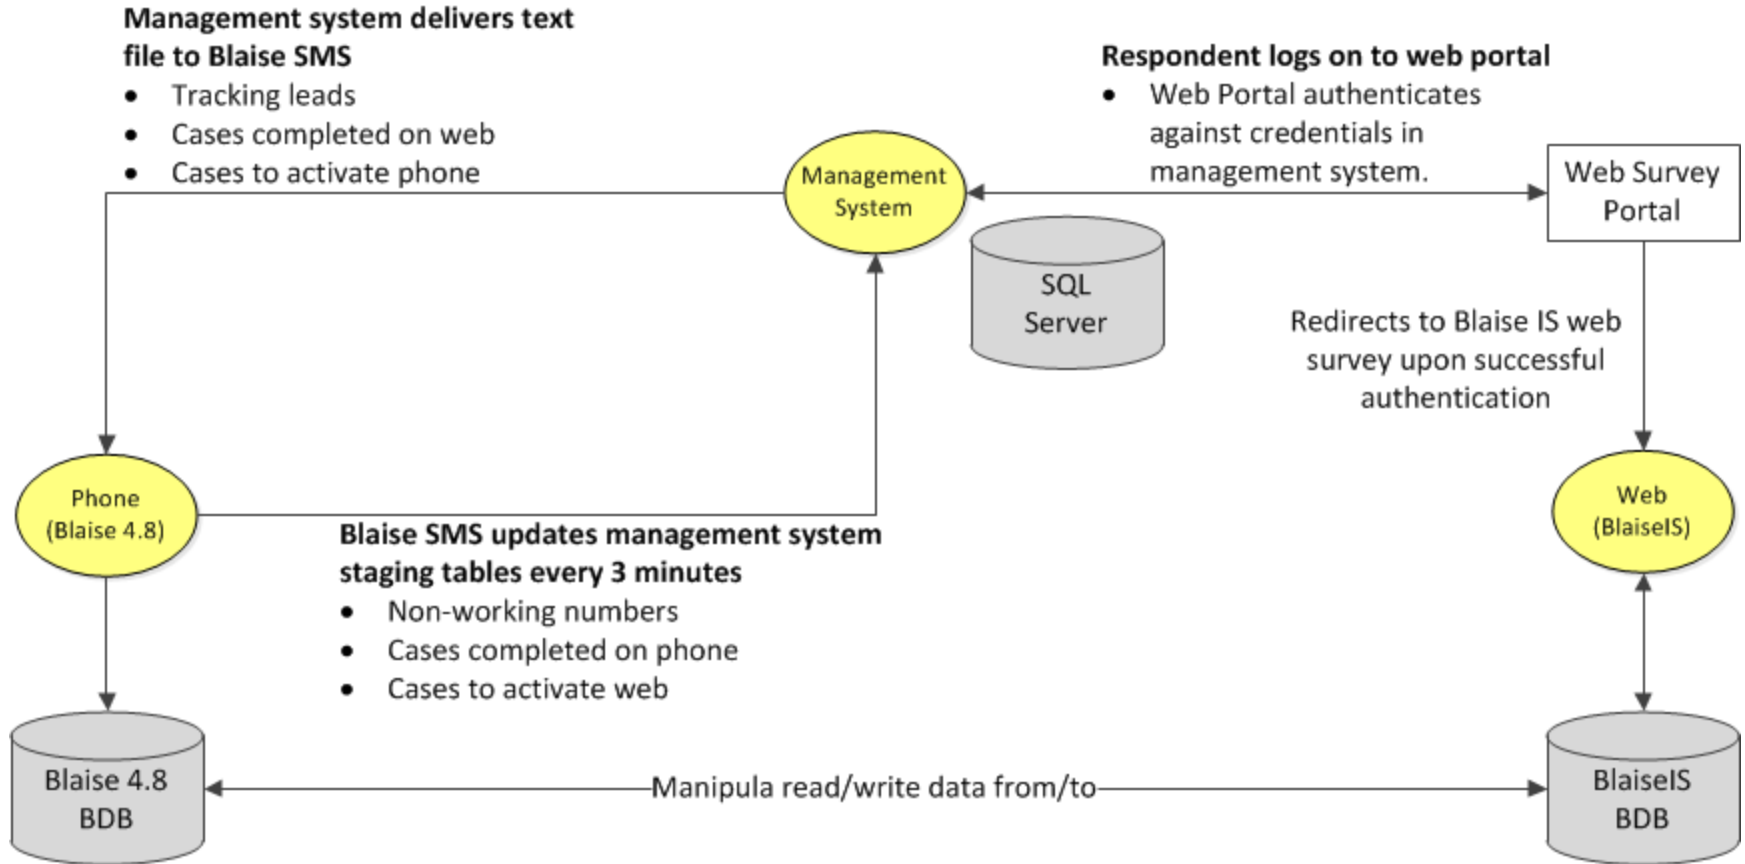 Management system delivers text
file to Blaise SMS
• Tracking leads
• Cases completed on web
• Cases to activate phone
Respondent logs on to web portal
• Web Portal authenticates
against credentials in
management system.
Management
System
Web Survey
Portal
SQL
Server
Redirects to Blaise IS web
survey upon successful
authentication
Phone
(Blaise 4.8)
Web
(BlaiseIS)
Blaise SMS updates management system
staging tables every 3 minutes
• Non-working numbers
• Cases completed on phone
• Cases to activate web
Blaise 4.8
BDB
Manipula read/write data from/to
BlaiseIS
BDB